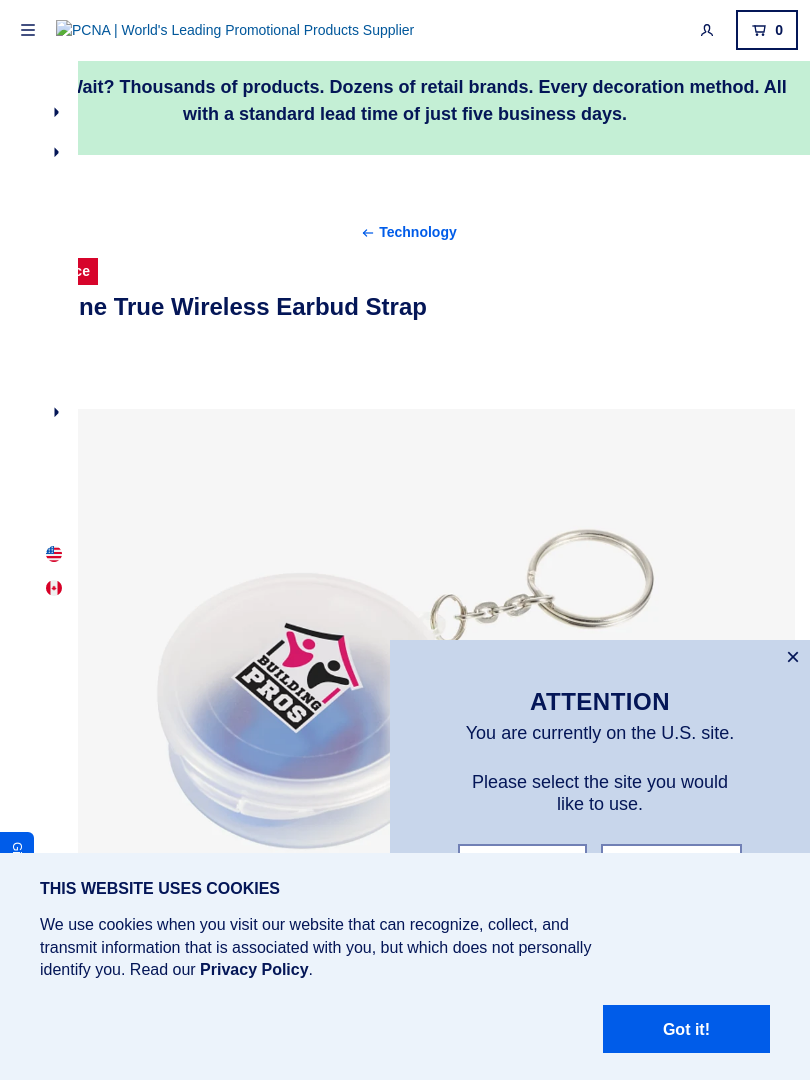 PCNA | World's Leading Promotional Products Supplier
0
Wait? Thousands of products. Dozens of retail brands. Every decoration method. All
with a standard lead time of just five business days.
Technology
True Wireless Earbud Strap
BUILDING
PROS
ATTENTION
You are currently on the U.S. site.
Please select the site you would
like to use.
THIS WEBSITE USES COOKIES
We use cookies when you visit our website that can recognize, collect, and
transmit information that is associated with you, but which does not personally
identify you. Read our Privacy Policy.
Got it!